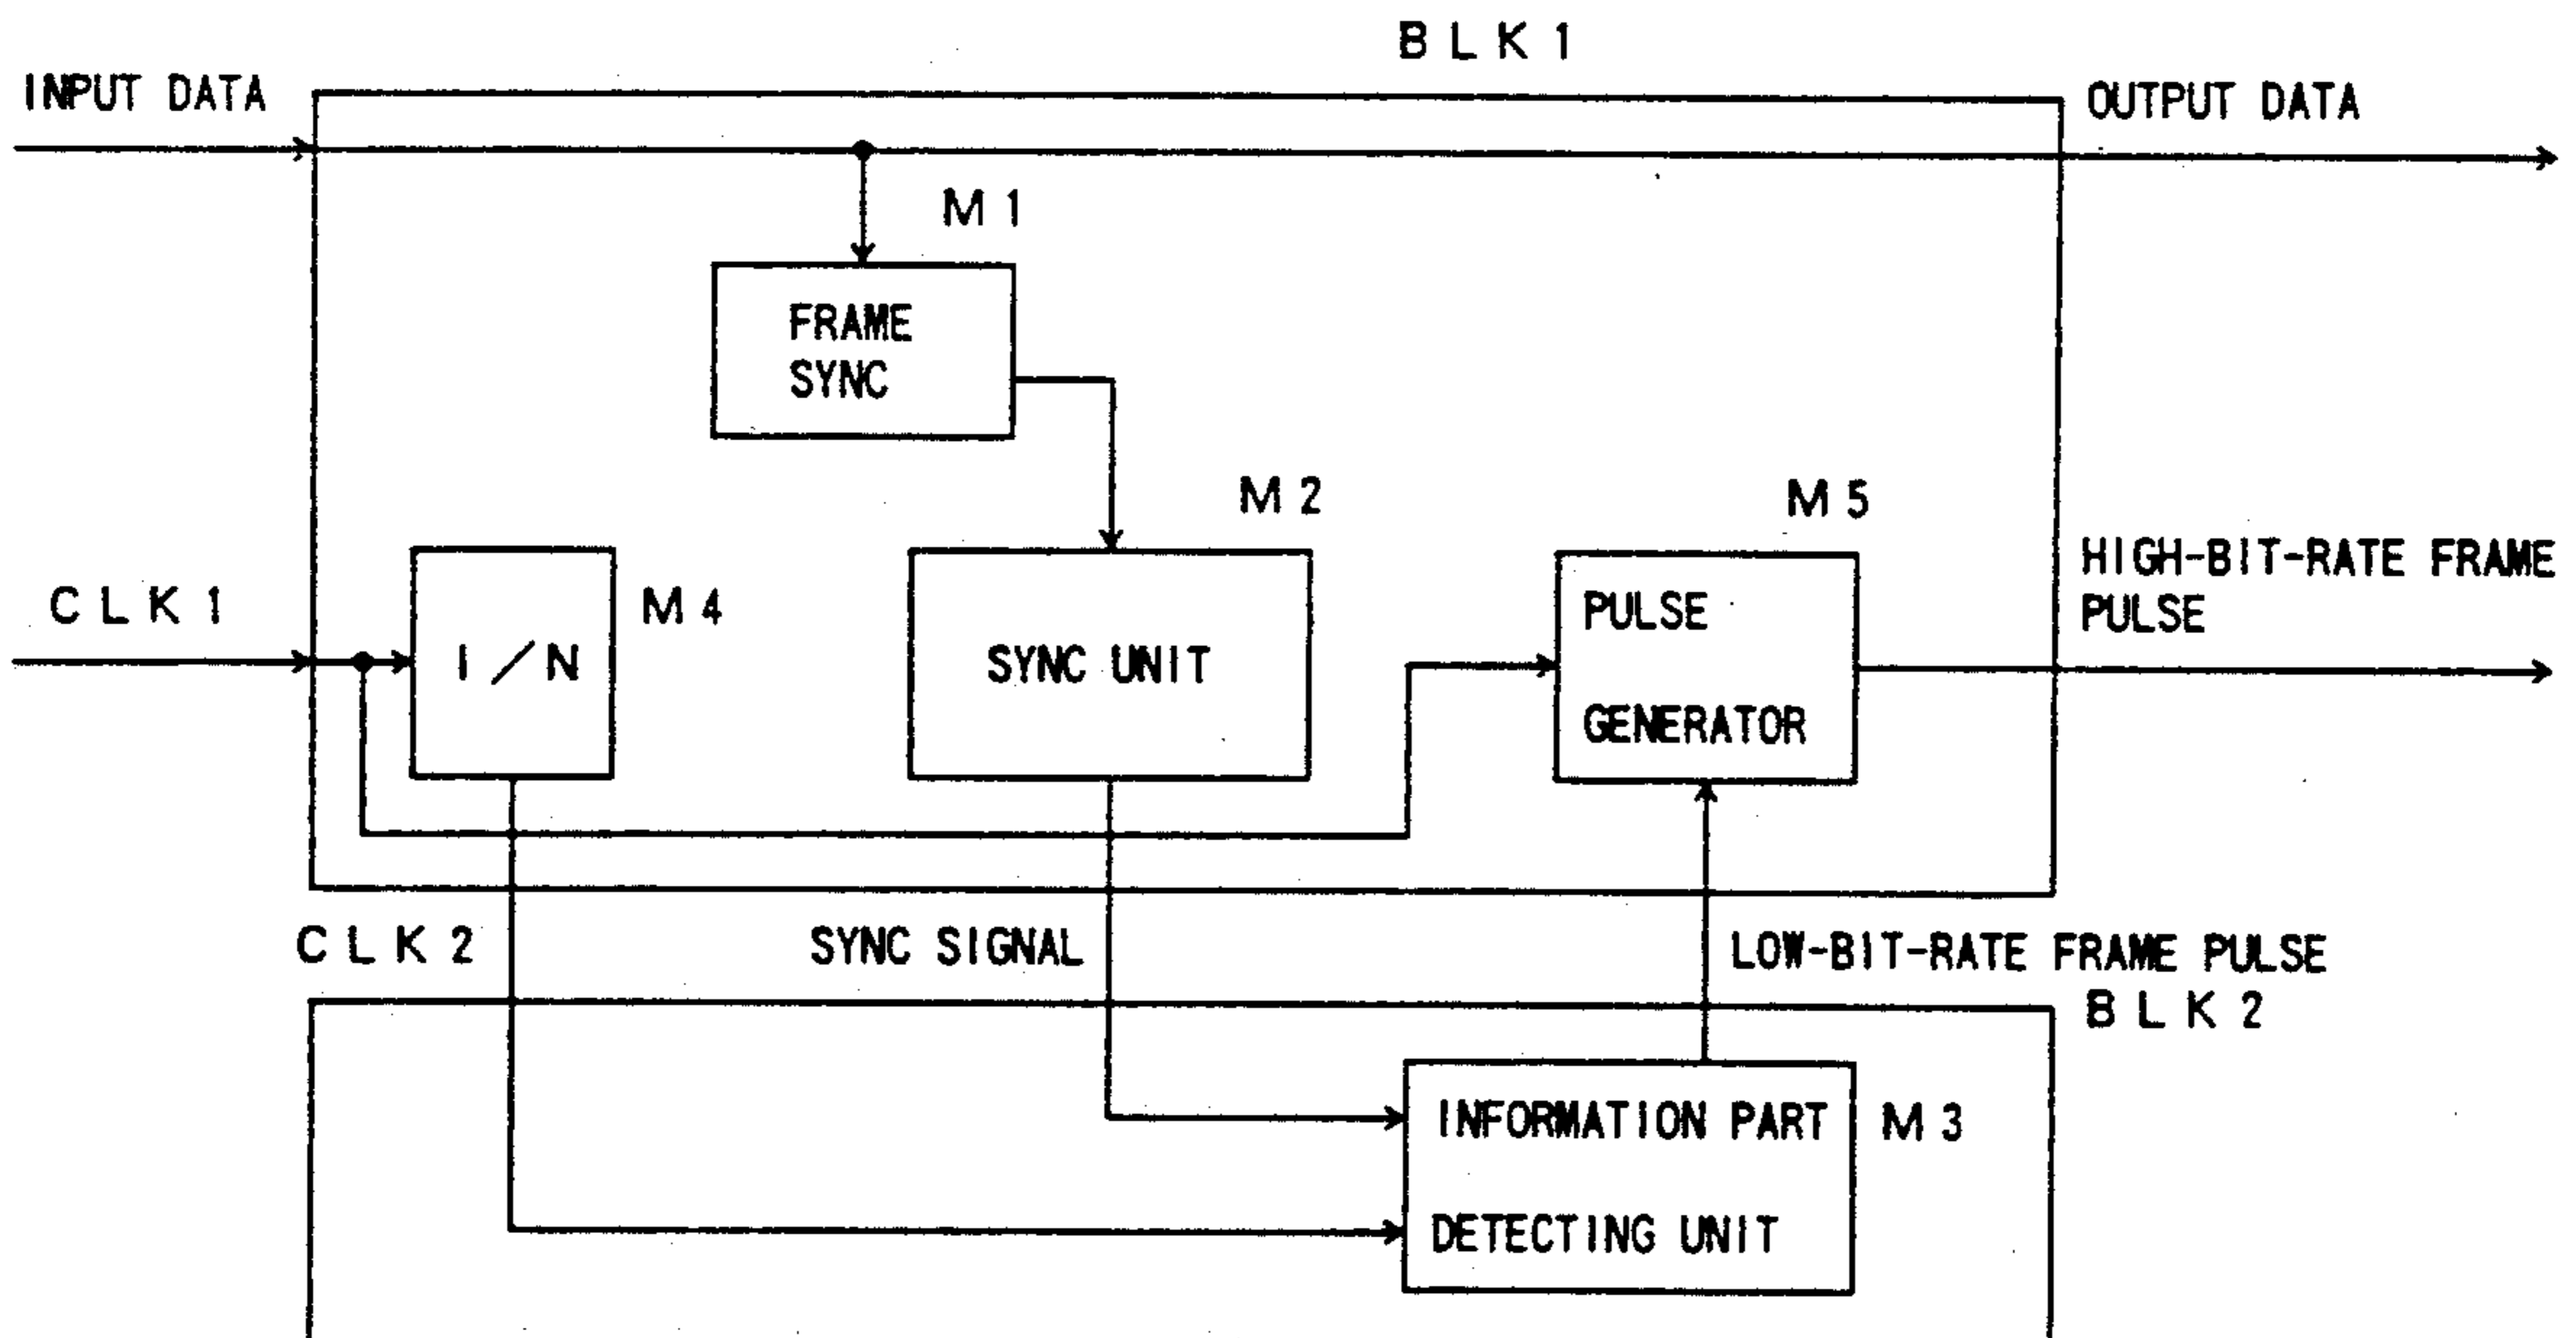 BLK1
INPUT DATA
OUTPUT DATA
M1
FRAME
SYNC
M2
M5
HIGH-BIT-RATE FRAME
PULSE
CLK1
M4
I/N
SYNC UNIT
PULSE
GENERATOR
CLK2
SYNC SIGNAL
LOW-BIT-RATE FRAME PULSE
BLK2
INFORMATION PART
M3
DETECTING UNIT